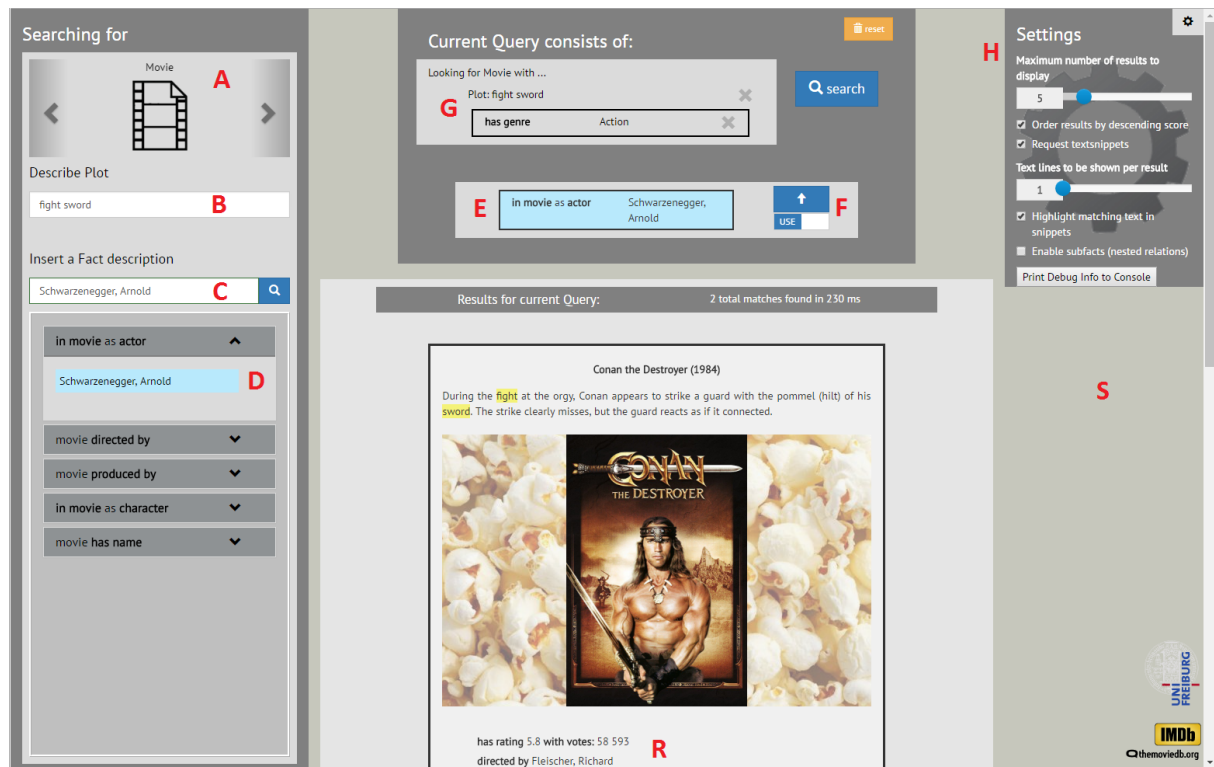 Searching for
Movie
A
Describe Plot
fight sword
B
Insert a Fact description
Schwarzenegger, Arnold
C
in movie as actor
Schwarzenegger, Arnold
D
movie directed by
movie produced by
in movie as character
movie has name
reset
Current Query consists of:
Looking for Movie with ...
Plot: fight sword
G
has genre Action
search
E
in movie as actor Schwarzenegger,
Arnold
USE
F
Results for current Query: 2 total matches found in 230 ms
Conan the Destroyer (1984)
During the fight at the orgy, Conan appears to strike a guard with the pommel (hilt) of his
sword. The strike clearly misses, but the guard reacts as if it connected.
CONAN
THE DESTROYER
has rating 5.8 with votes: 58 593
R
directed by Fleischer, Richard
H
Settings
Maximum number of results to
display
5
Order results by descending score
Request textsnippets
Text lines to be shown per result
1
Highlight matching text in
snippets
Enable subfacts (nested relations)
Print Debug Info to Console
S
UNI
FREIBURG
IMDb
themoviedb.org